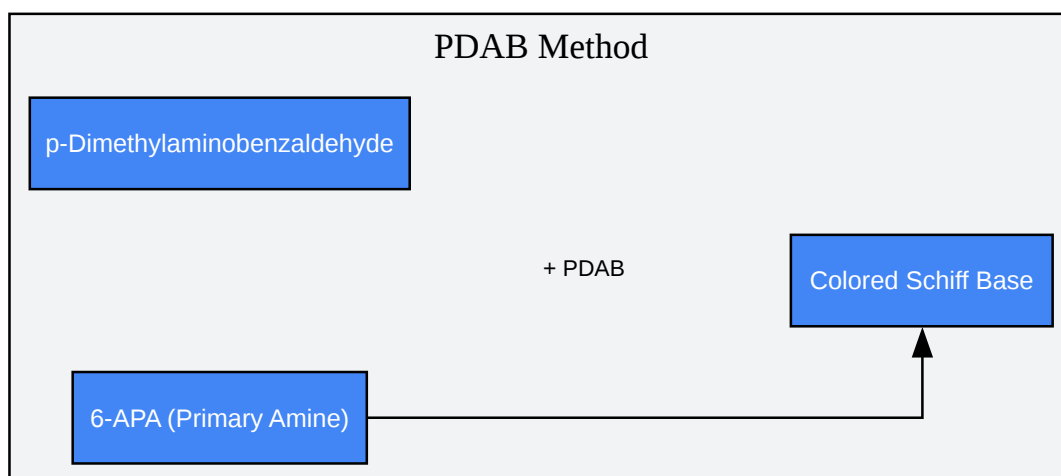 PDAB Method
p-Dimethylaminobenzaldehyde
+ PDAB
Colored Schiff Base
6-APA (Primary Amine)